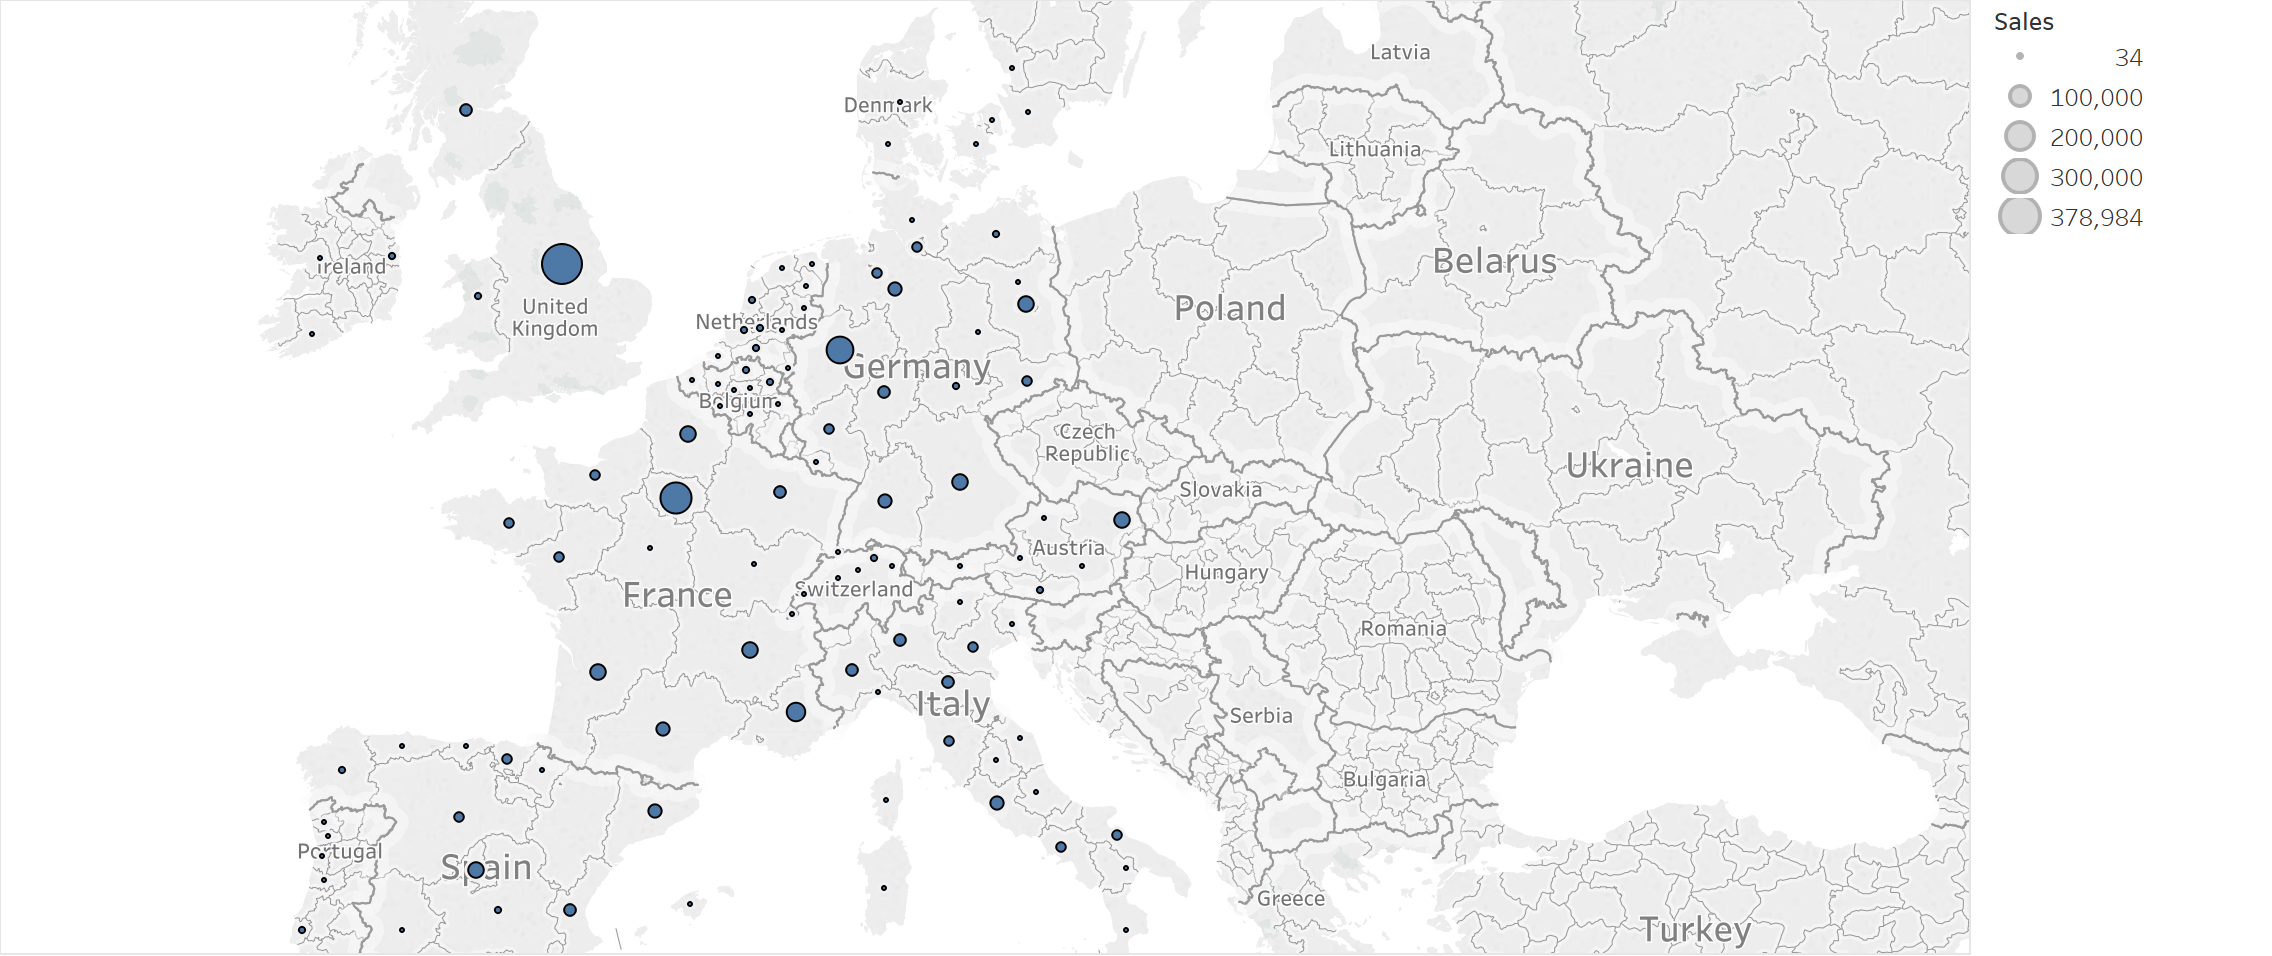 Sales
34
100,000
200,000
300,000
378,984
Latvia
Denmark
Lithuania
Ireland
Belarus
United
Kingdom
Poland
Netherlands
Germany
Belgium
Czech
Republic
Ukraine
Slovakia
Austria
Hungary
Switzerland
France
Romania
Italy
Serbia
Bulgaria
Portugal
Spain
Greece
Turkey